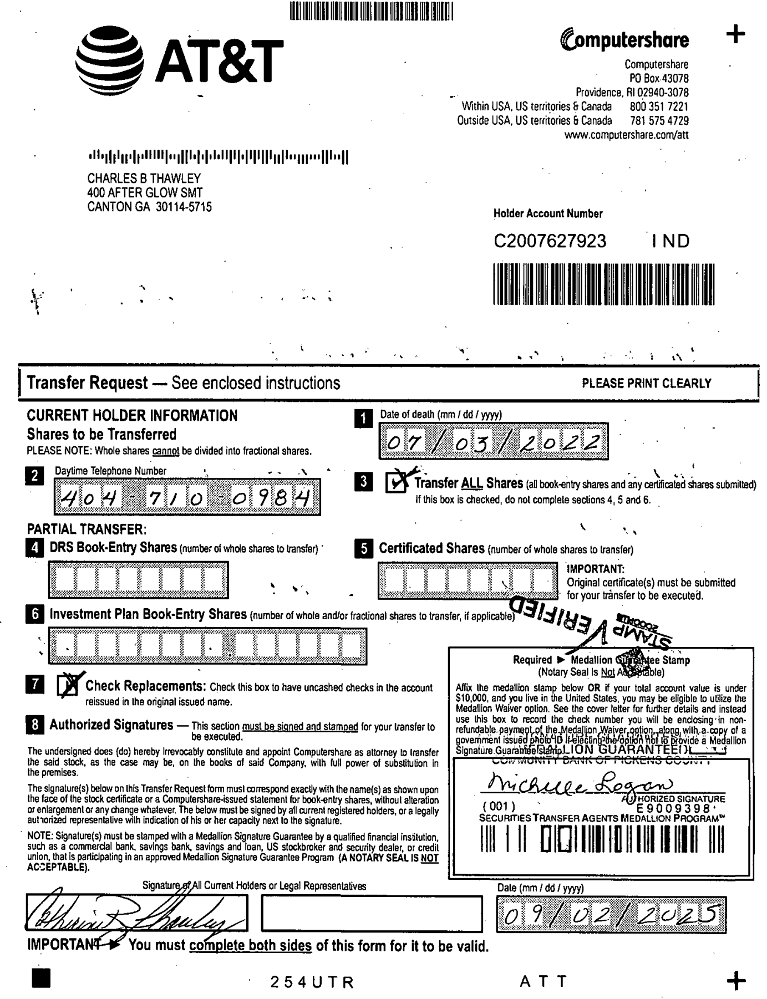 AT&T
Computershare
Computershare
PO Box 43078
Providence, RI 02940-3078
Within USA, US territories & Canada 800 351 7221
Outside USA, US territories & Canada 781 575 4729
www.computershare.com/att
CHARLES B THAWLEY
400 AFTER GLOW SMT
CANTON GA 30114-5715
Holder Account Number
C2007627923 IND
Transfer Request — See enclosed instructions PLEASE PRINT CLEARLY
CURRENT HOLDER INFORMATION
Shares to be Transferred
PLEASE NOTE: Whole shares cannot be divided into fractional shares.
1 Date of death (mm / dd / yyyy)
07/03/2022
2 Daytime Telephone Number
404-710-0984
3 Transfer ALL Shares (all book-entry shares and any certificated shares submitted)
If this box is checked, do not complete sections 4, 5 and 6.
PARTIAL TRANSFER:
4 DRS Book-Entry Shares (number of whole shares to transfer)
5 Certificated Shares (number of whole shares to transfer)
IMPORTANT:
Original certificate(s) must be submitted
for your transfer to be executed.
6 Investment Plan Book-Entry Shares (number of whole and/or fractional shares to transfer, if applicable)
STAMP VERIFIED
2000PLUS
7 Check Replacements: Check this box to have uncashed checks in the account
reissued in the original issued name.
8 Authorized Signatures — This section must be signed and stamped for your transfer to
be executed.
The undersigned does (do) hereby irrevocably constitute and appoint Computershare as attorney to transfer
the said stock, as the case may be, on the books of said Company, with full power of substitution in
the premises.
The signature(s) below on this Transfer Request form must correspond exactly with the name(s) as shown upon
the face of the stock certificate or a Computershare-issued statement for book-entry shares, without alteration
or enlargement or any change whatever. The below must be signed by all current registered holders, or a legally
authorized representative with indication of his or her capacity next to the signature.
NOTE: Signature(s) must be stamped with a Medallion Signature Guarantee by a qualified financial institution,
such as a commercial bank, savings bank, savings and loan, US stockbroker and security dealer, or credit
union, that is participating in an approved Medallion Signature Guarantee Program (A NOTARY SEAL IS NOT
ACCEPTABLE).
Required ► Medallion Guarantee Stamp
(Notary Seal Is Not Acceptable)
Affix the medallion stamp below OR if your total account value is under
$10,000, and you live in the United States, you may be eligible to utilize the
Medallion Waiver option. See the cover letter for further details and instead
use this box to record the check number you will be enclosing in non-
refundable payment of the Medallion Waiver option, along with a copy of a
government issued photo ID if electing the option not to provide a Medallion
Signature Guarantee stamp.
LION GUARANTEED
COMMUNITY BANK OF PICKENS COUNTY
Michelle Logan
AUTHORIZED SIGNATURE
(001) E9009398
SECURITIES TRANSFER AGENTS MEDALLION PROGRAM™
Signature of All Current Holders or Legal Representatives
Catherine R Thawley
Date (mm / dd / yyyy)
09/02/2025
IMPORTANT ► You must complete both sides of this form for it to be valid.
254UTR ATT